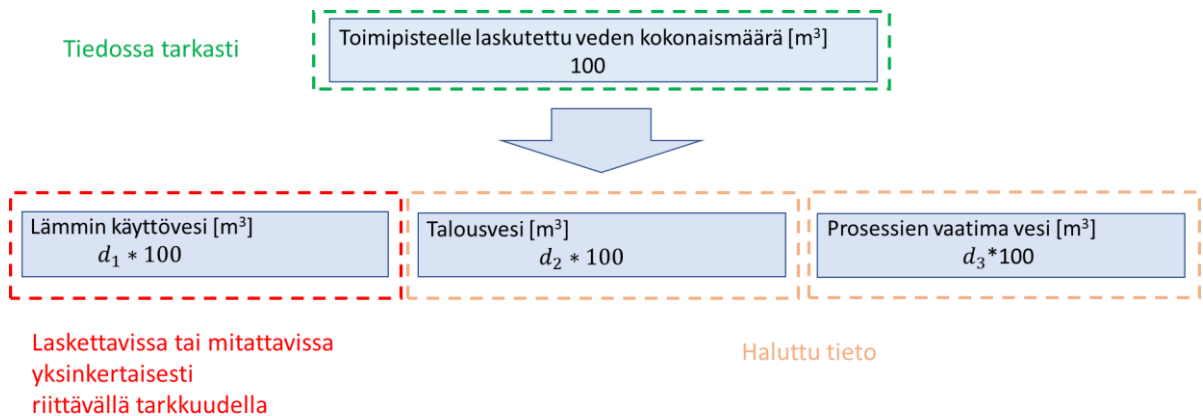 Tiedossa tarkasti
Toimipisteelle laskutettu veden kokonaismäärä [m³]
100
Lämmin käyttövesi [m³]
d₁ * 100
Talousvesi [m³]
d₂ * 100
Prosessien vaatima vesi [m³]
d₃*100
Laskettavissa tai mitattavissa
yksinkertaisesti
riittävällä tarkkuudella
Haluttu tieto